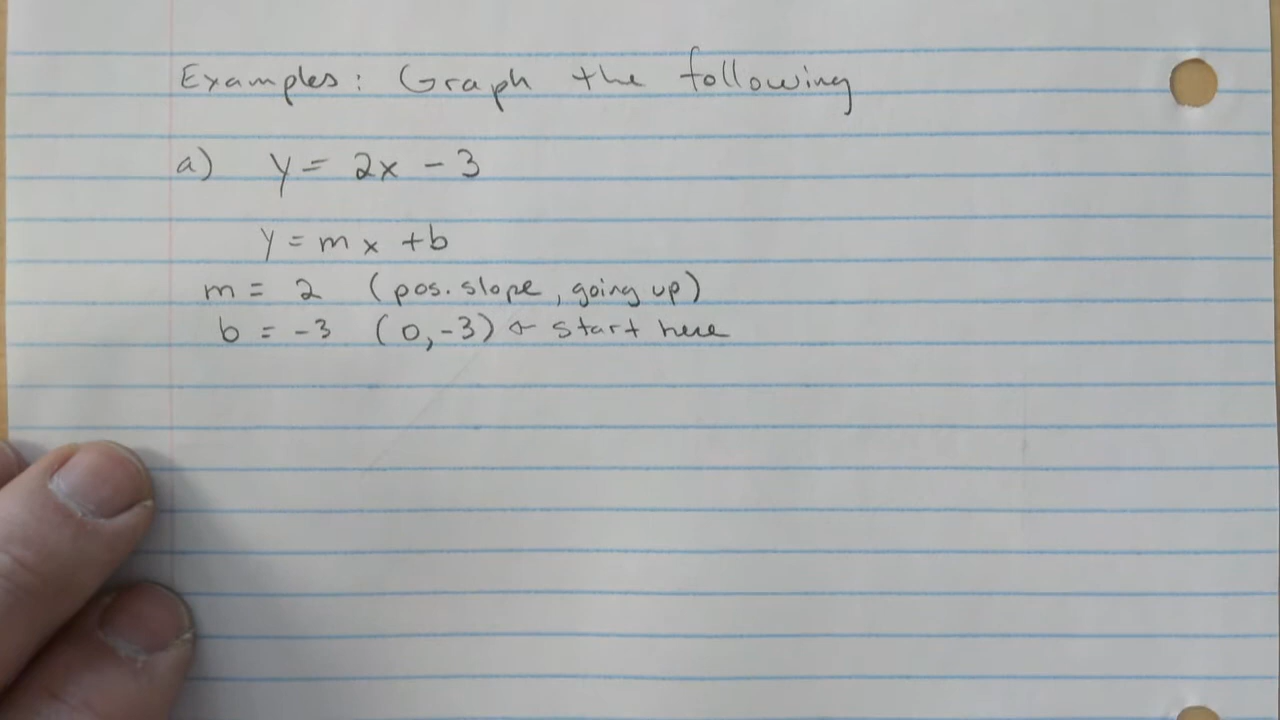 Examples: Graph the following
a) y = 2x - 3
y = mx + b
m = 2 (pos. slope, going up)
b = -3 (0, -3) ← start here